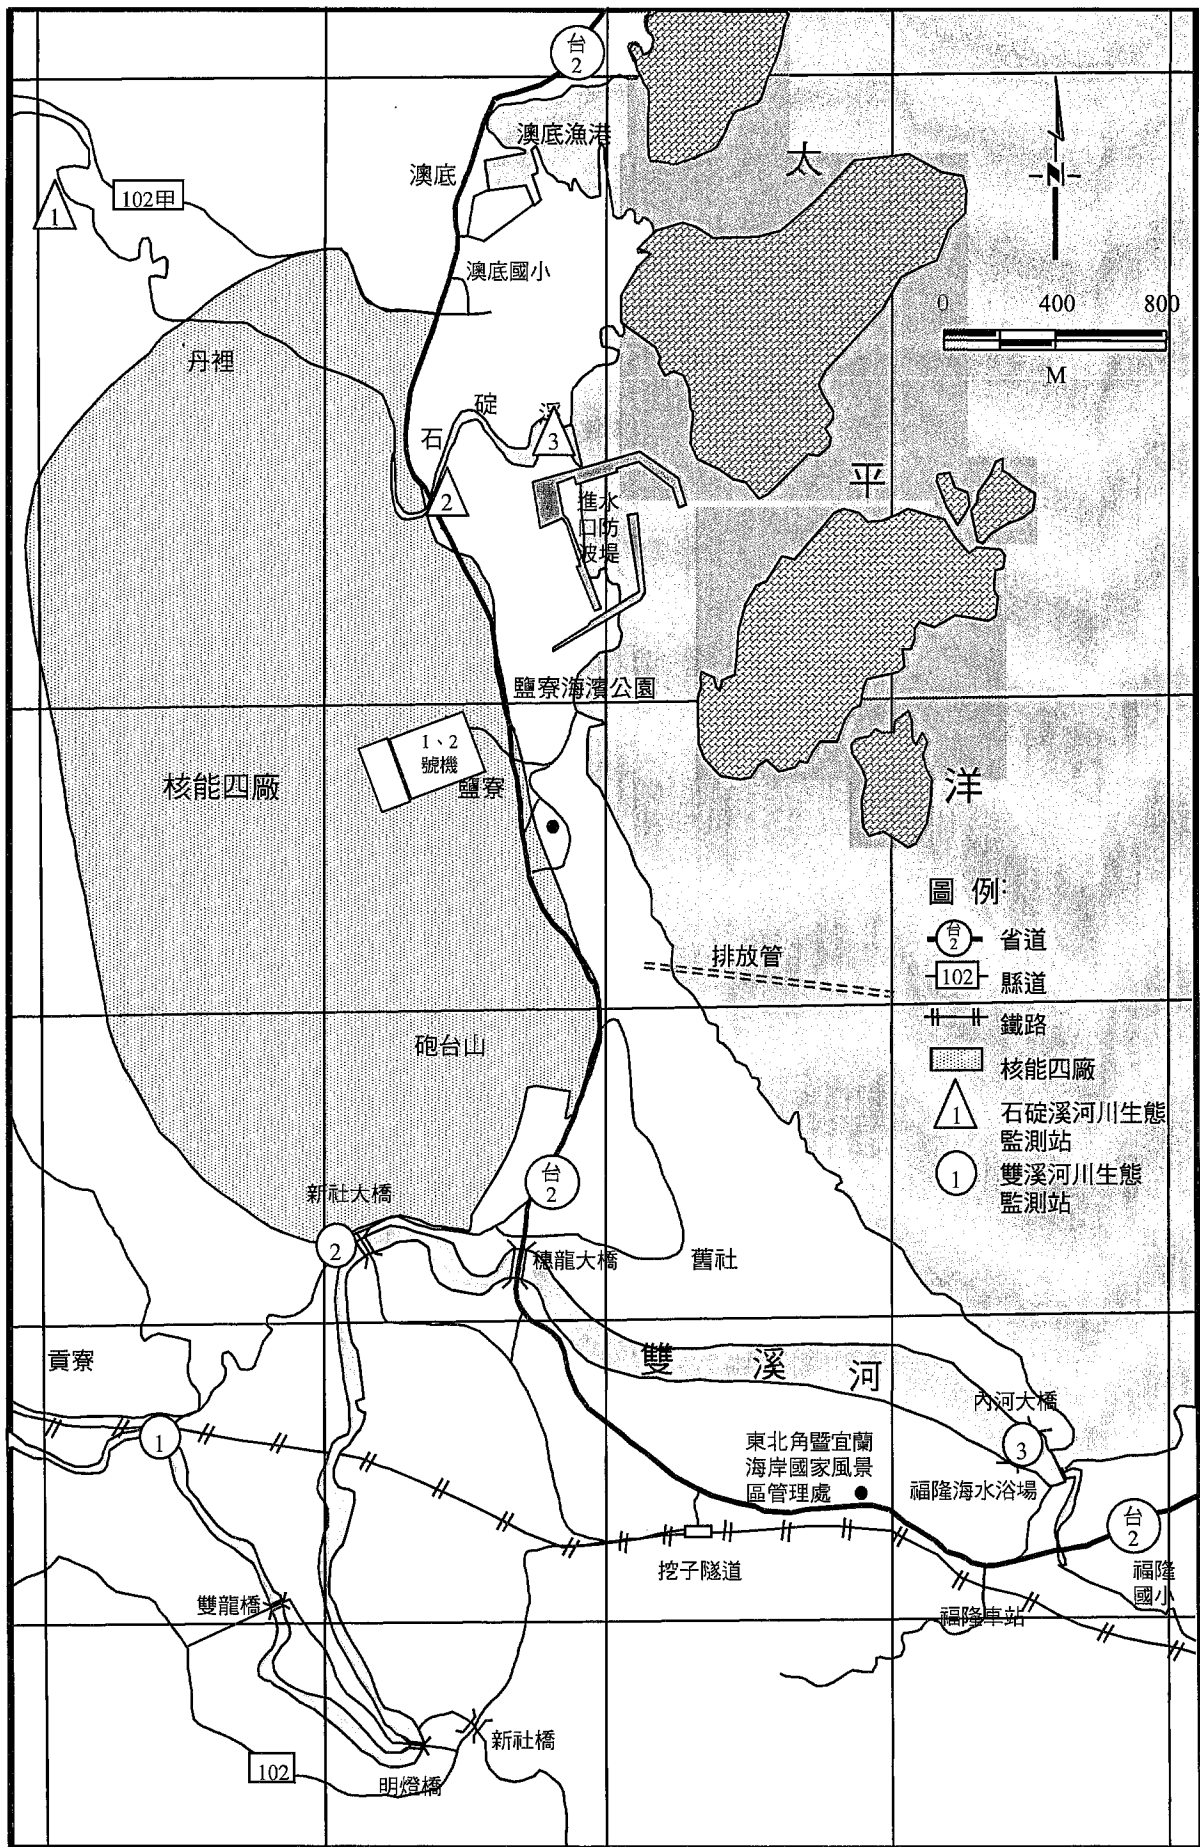 台
2
澳底漁港
太
澳底
102甲
1
N
澳底國小
0 400 800
M
丹裡
石
碇
溪
3
2
平
進水
口防
波堤
鹽寮海濱公園
1、2
號機
鹽寮
核能四廠
洋
圖 例:
台
2
省道
102
縣道
鐵路
核能四廠
1
石碇溪河川生態
監測站
1
雙溪河川生態
監測站
排放管
砲台山
台
2
新社大橋
2
穗龍大橋
舊社
貢寮
雙 溪 河
內河大橋
1
3
東北角暨宜蘭
海岸國家風景
區管理處
福隆海水浴場
台
2
挖子隧道
福隆
國小
雙龍橋
福隆車站
新社橋
102
明燈橋